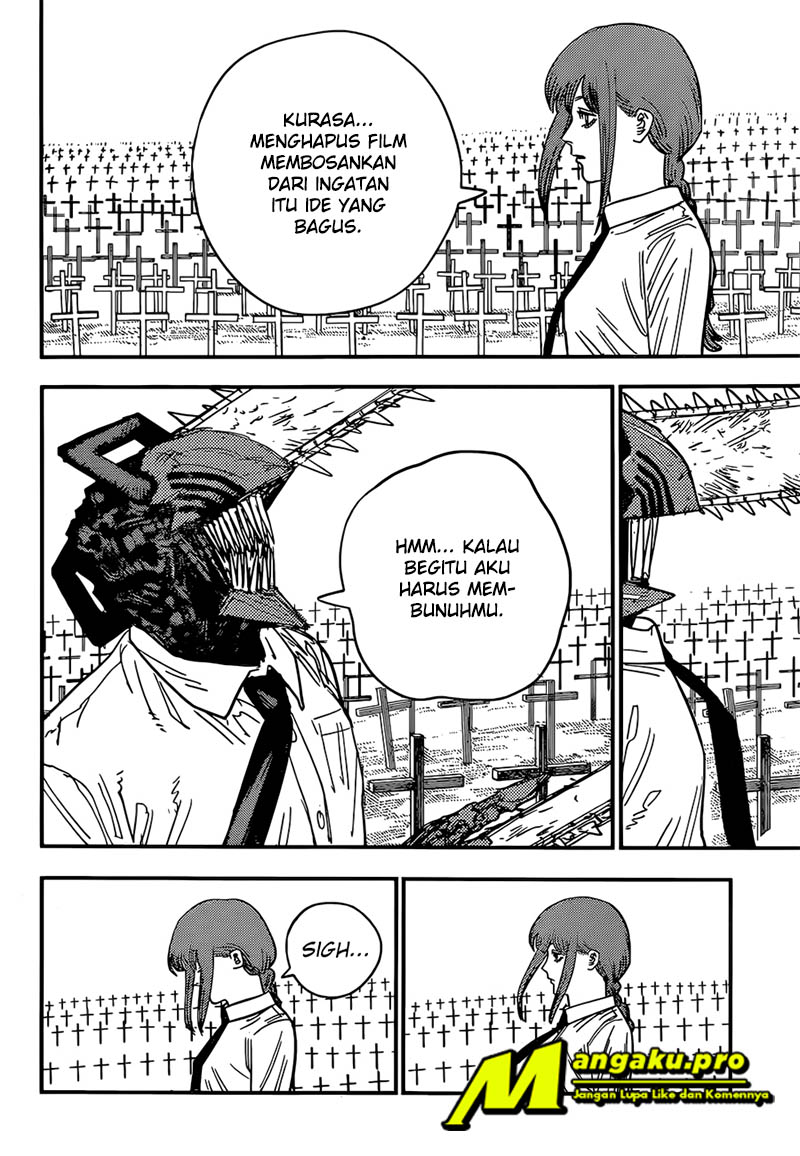 KURASA...
MENGHAPUS FILM
MEMBOSANKAN
DARI INGATAN
ITU IDE YANG
BAGUS.
HMM... KALAU
BEGITU AKU
HARUS MEM-
BUNUHMU.
SIGH...
Mangaku.pro
Jangan Lupa Like dan Komennya